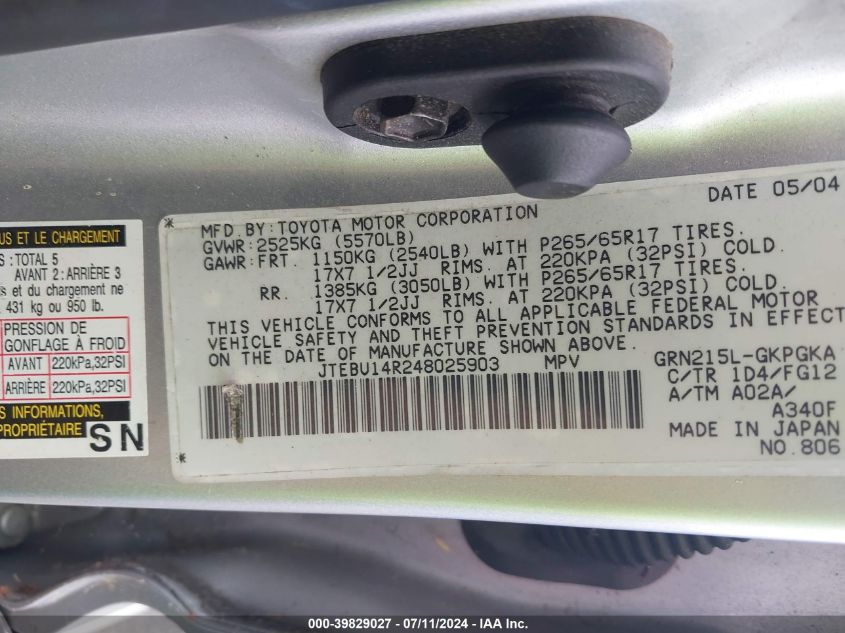 US ET LE CHARGEMENT
S : TOTAL 5
AVANT 2 : ARRIÈRE 3
s et du chargement ne
431 kg ou 950 lb.
PRESSION DE
GONFLAGE À FROID
AVANT 220kPa,32PSI
ARRIÈRE 220kPa,32PSI
S INFORMATIONS,
PROPRIÉTAIRE
SN
DATE 05/04
MFD.BY:TOYOTA MOTOR CORPORATION
GVWR:2525KG (5570LB)
GAWR:FRT. 1150KG (2540LB) WITH P265/65R17 TIRES.
17X7 1/2JJ RIMS. AT 220KPA (32PSI) COLD.
RR. 1385KG (3050LB) WITH P265/65R17 TIRES.
17X7 1/2JJ RIMS. AT 220KPA (32PSI) COLD.
THIS VEHICLE CONFORMS TO ALL APPLICABLE FEDERAL MOTOR
VEHICLE SAFETY AND THEFT PREVENTION STANDARDS IN EFFECT
ON THE DATE OF MANUFACTURE SHOWN ABOVE.
JTEBU14R248025903 MPV
GRN215L-GKPGKA
C/TR 1D4/FG12
A/TM A02A/
A340F
MADE IN JAPAN
NO.806
000-39829027 - 07/11/2024 - IAA Inc.